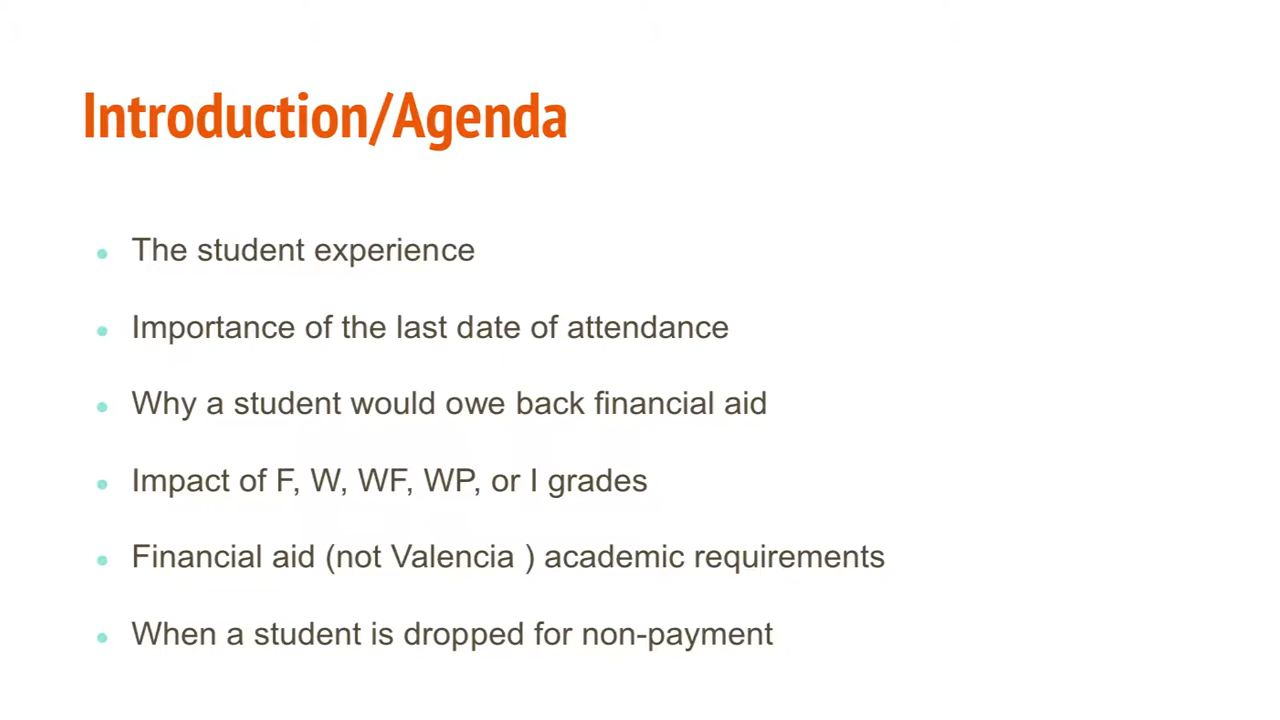 Introduction/Agenda
The student experience
Importance of the last date of attendance
Why a student would owe back financial aid
Impact of F, W, WF, WP, or I grades
Financial aid (not Valencia ) academic requirements
When a student is dropped for non-payment